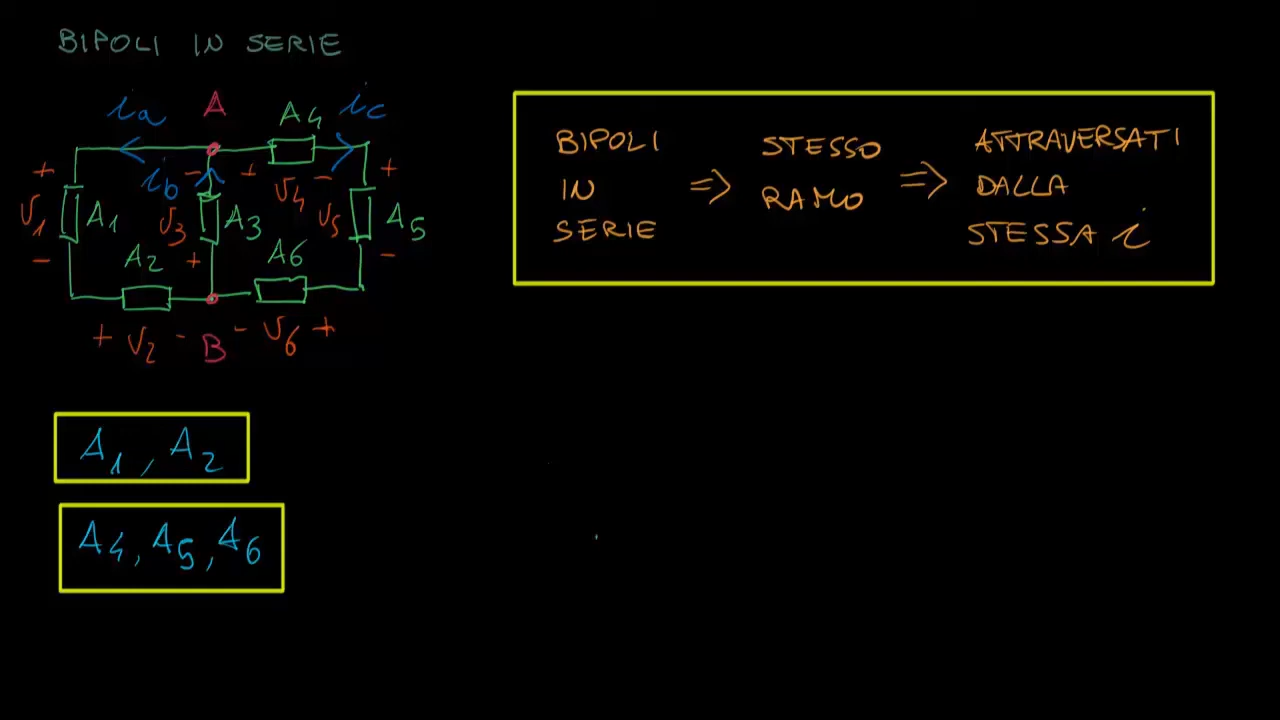 BIPOLI IN SERIE
ia A A4 ic
+ ib - + V4 - +
V1 A1 V3 A3 V5 A5
- A2 + A6 -
+ V2 - B - V6 +
BIPOLI IN SERIE => STESSO RAMO => ATTRAVERSATI DALLA STESSA i
A1, A2
A4, A5, A6